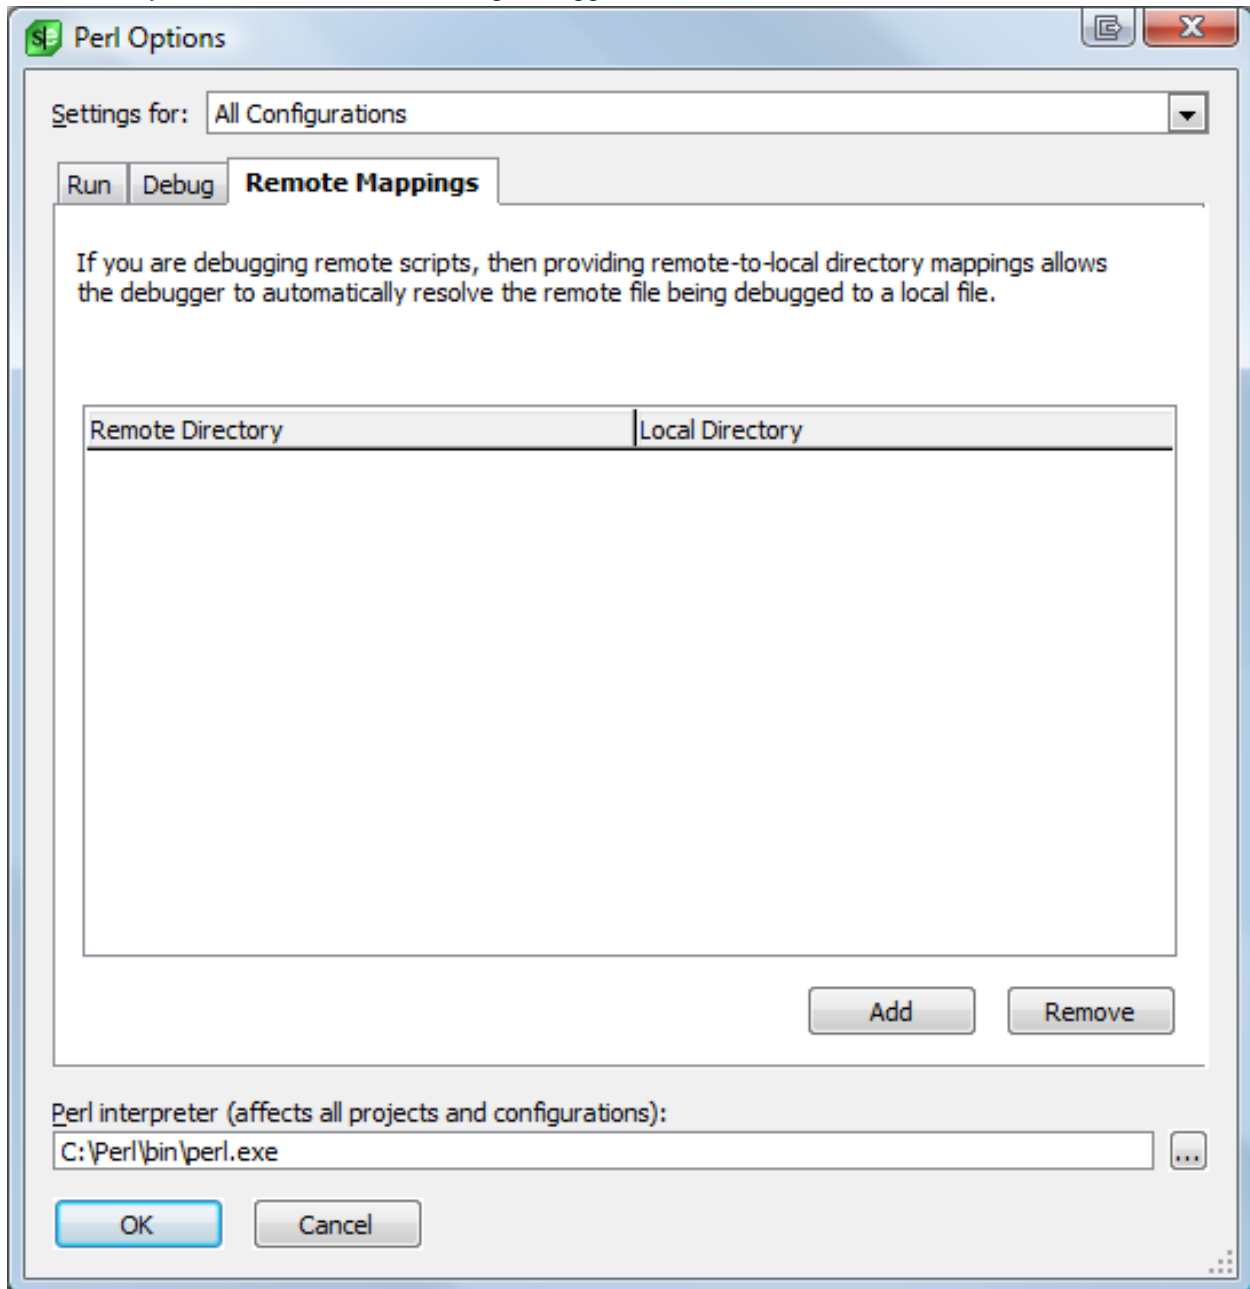 Perl Options
Settings for: All Configurations
Run Debug Remote Mappings
If you are debugging remote scripts, then providing remote-to-local directory mappings allows
the debugger to automatically resolve the remote file being debugged to a local file.
Remote Directory Local Directory
Add Remove
Perl interpreter (affects all projects and configurations):
C:\Perl\bin\perl.exe ...
OK Cancel